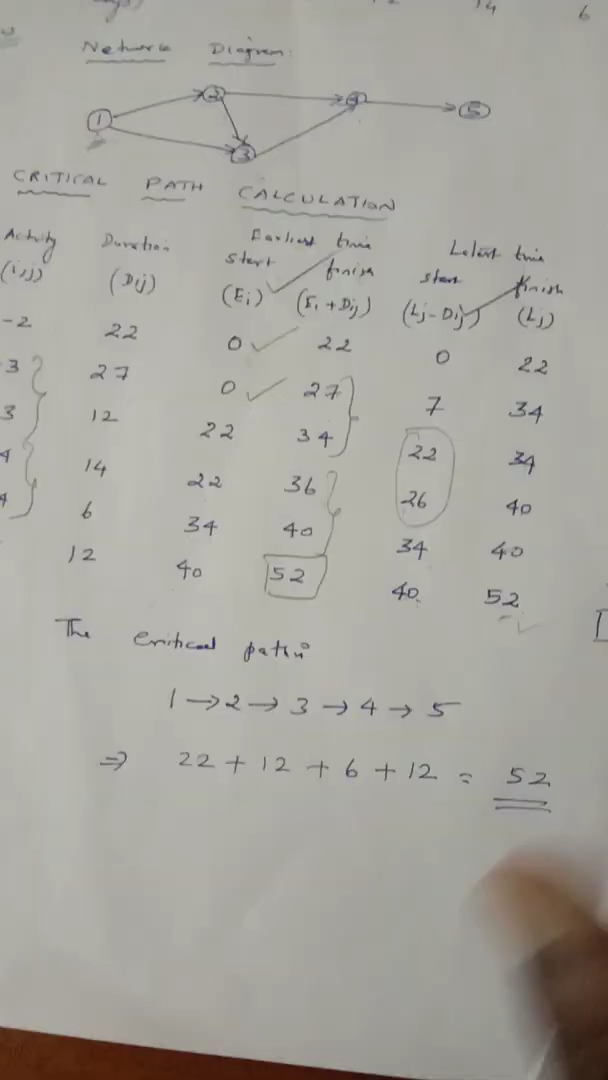 14 6
Network Diagram:
1 2 3 4 5
CRITICAL PATH CALCULATION
Activity Duration Earliest time Latest time
(i,j) (Dij) start finish start finish
(Ei) (Ei + Dij) (Lj - Dij) (Lj)
-2 22 0 22 0 22
3 27 0 27 7 34
3 12 22 34 22 34
4 14 22 36 26 40
4 6 34 40 34 40
12 40 52 40 52
The critical path:
1 → 2 → 3 → 4 → 5
⇒ 22 + 12 + 6 + 12 = 52